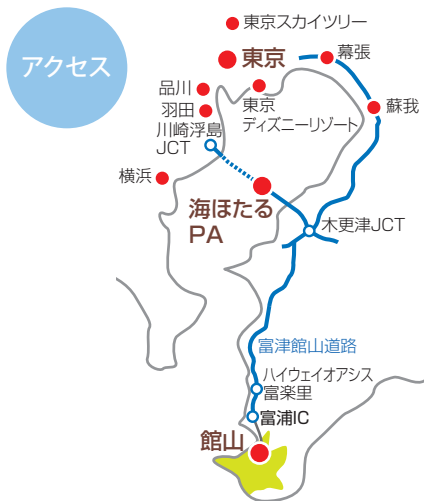 アクセス
東京スカイツリー
東京
幕張
品川
羽田
東京
ディズニーリゾート
蘇我
川崎浮島
JCT
横浜
海ほたる
PA
木更津JCT
富津館山道路
ハイウェイオアシス
富楽里
富浦IC
館山